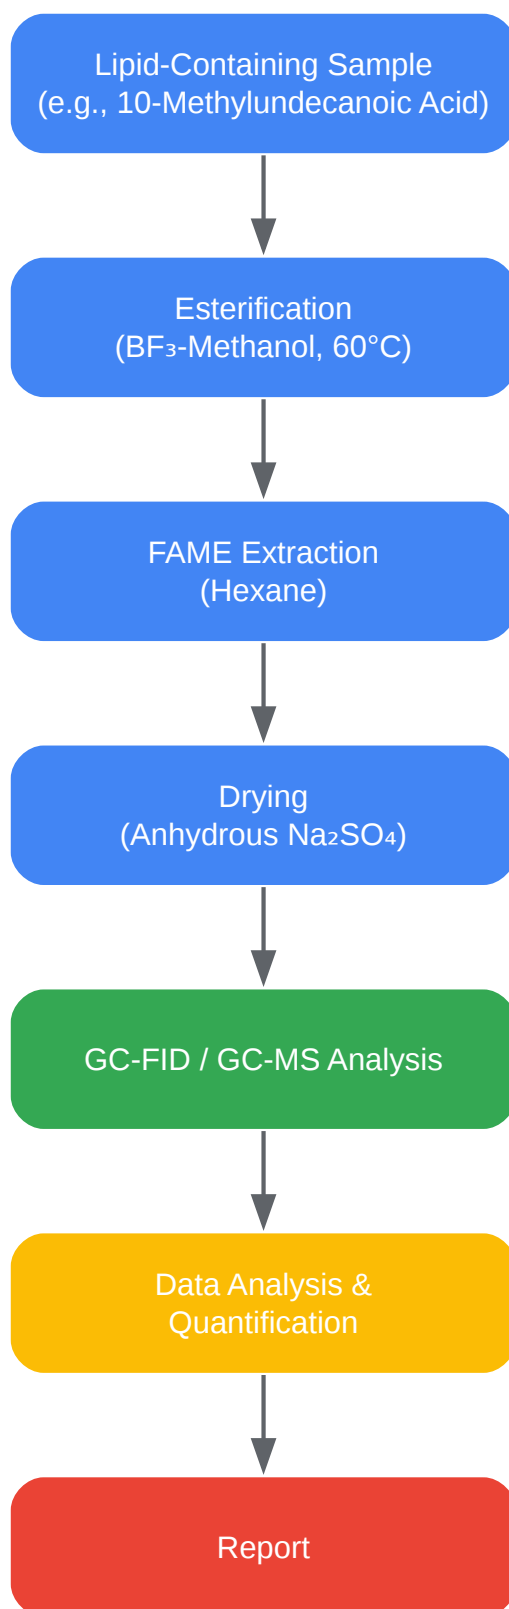 Lipid-Containing Sample
(e.g., 10-Methylundecanoic Acid)
Esterification
(BF₃-Methanol, 60°C)
FAME Extraction
(Hexane)
Drying
(Anhydrous Na₂SO₄)
GC-FID / GC-MS Analysis
Data Analysis &
Quantification
Report